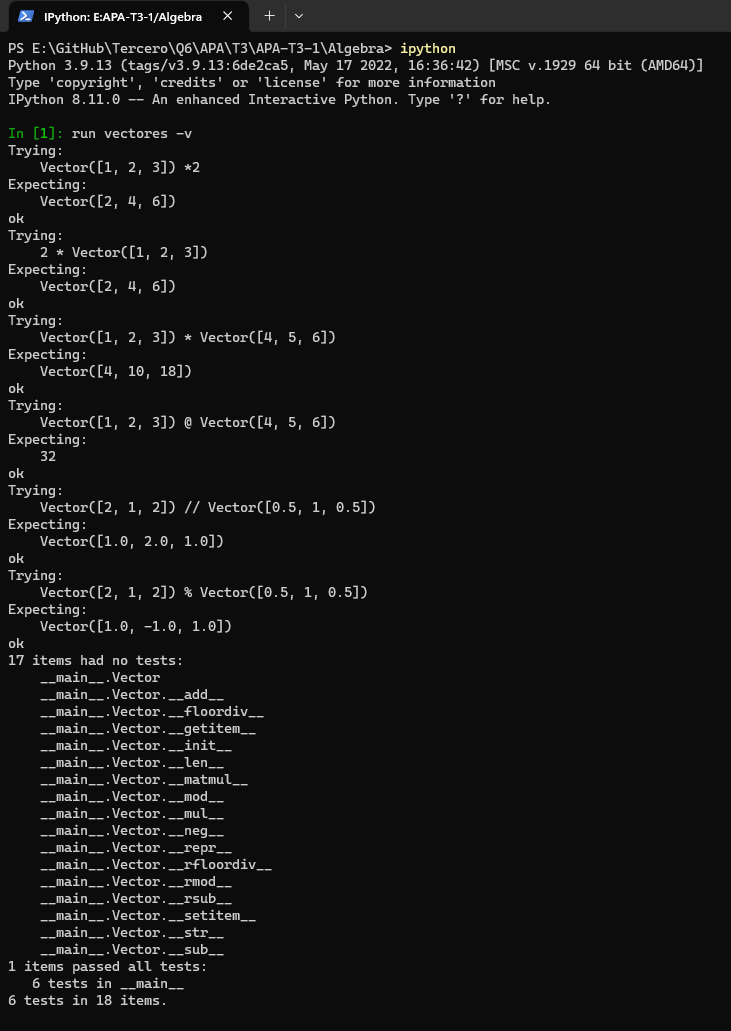 IPython: E:APA-T3-1/Algebra
PS E:\GitHub\Tercero\Q6\APA\T3\APA-T3-1\Algebra> ipython
Python 3.9.13 (tags/v3.9.13:6de2ca5, May 17 2022, 16:36:42) [MSC v.1929 64 bit (AMD64)]
Type 'copyright', 'credits' or 'license' for more information
IPython 8.11.0 -- An enhanced Interactive Python. Type '?' for help.
In [1]: run vectores -v
Trying:
    Vector([1, 2, 3]) *2
Expecting:
    Vector([2, 4, 6])
ok
Trying:
    2 * Vector([1, 2, 3])
Expecting:
    Vector([2, 4, 6])
ok
Trying:
    Vector([1, 2, 3]) * Vector([4, 5, 6])
Expecting:
    Vector([4, 10, 18])
ok
Trying:
    Vector([1, 2, 3]) @ Vector([4, 5, 6])
Expecting:
    32
ok
Trying:
    Vector([2, 1, 2]) // Vector([0.5, 1, 0.5])
Expecting:
    Vector([1.0, 2.0, 1.0])
ok
Trying:
    Vector([2, 1, 2]) % Vector([0.5, 1, 0.5])
Expecting:
    Vector([1.0, -1.0, 1.0])
ok
17 items had no tests:
    __main__.Vector
    __main__.Vector.__add__
    __main__.Vector.__floordiv__
    __main__.Vector.__getitem__
    __main__.Vector.__init__
    __main__.Vector.__len__
    __main__.Vector.__matmul__
    __main__.Vector.__mod__
    __main__.Vector.__mul__
    __main__.Vector.__neg__
    __main__.Vector.__repr__
    __main__.Vector.__rfloordiv__
    __main__.Vector.__rmod__
    __main__.Vector.__rsub__
    __main__.Vector.__setitem__
    __main__.Vector.__str__
    __main__.Vector.__sub__
1 items passed all tests:
   6 tests in __main__
6 tests in 18 items.